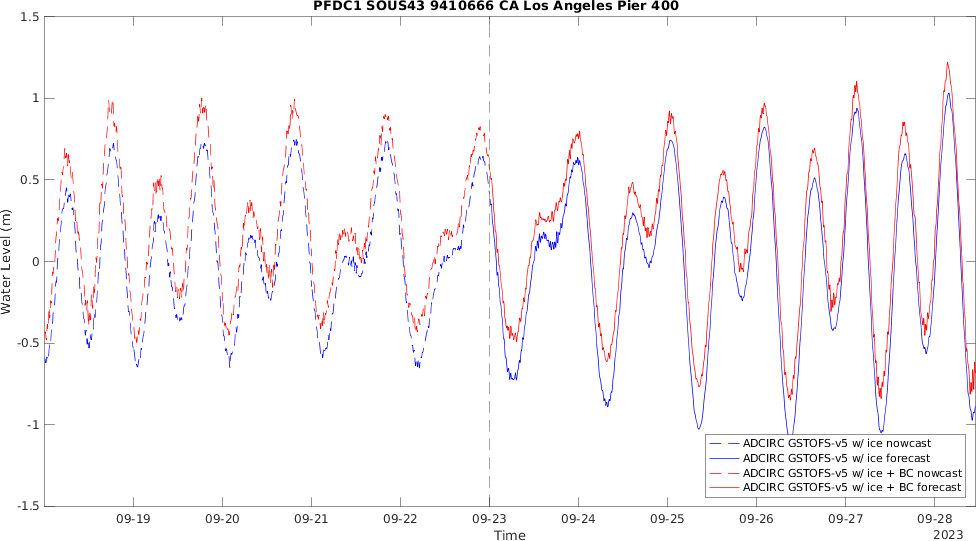 PFDC1 SOUS43 9410666 CA Los Angeles Pier 400
1.5
1
0.5
0
-0.5
-1
-1.5
Water Level (m)
ADCIRC GSTOFS-v5 w/ ice nowcast
ADCIRC GSTOFS-v5 w/ ice forecast
ADCIRC GSTOFS-v5 w/ ice + BC nowcast
ADCIRC GSTOFS-v5 w/ ice + BC forecast
09-19 09-20 09-21 09-22 09-23 09-24 09-25 09-26 09-27 09-28
2023
Time